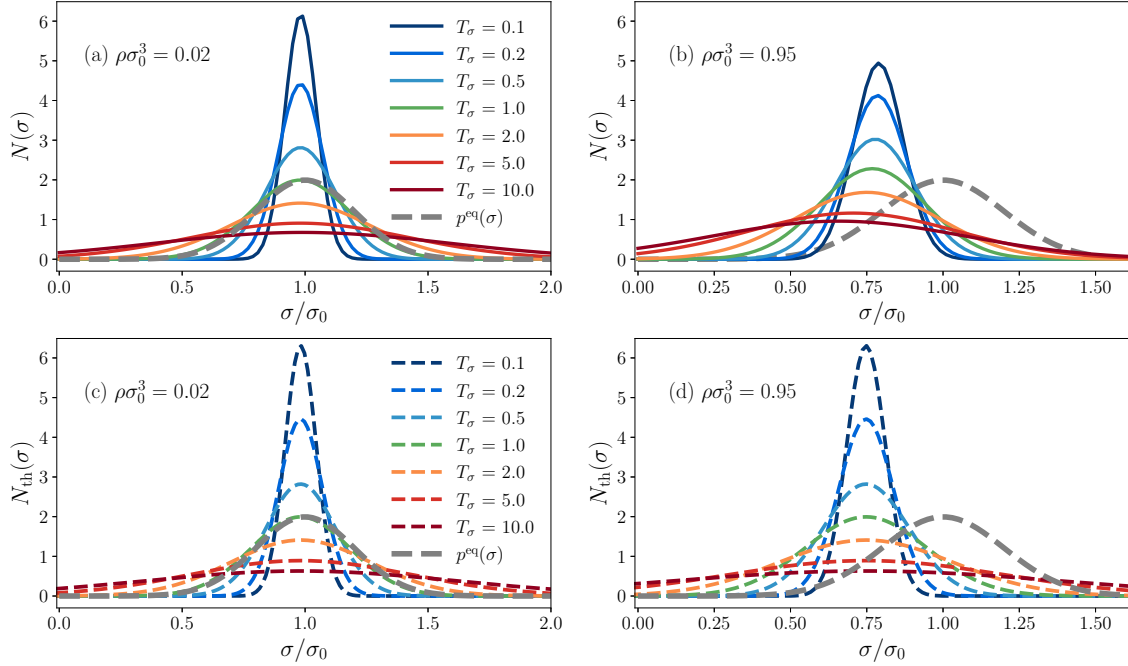 (a) ρσ₀³ = 0.02
N(σ)
6
5
4
3
2
1
0
0.0 0.5 1.0 1.5 2.0
σ/σ₀
T_σ = 0.1
T_σ = 0.2
T_σ = 0.5
T_σ = 1.0
T_σ = 2.0
T_σ = 5.0
T_σ = 10.0
p^eq(σ)
(b) ρσ₀³ = 0.95
N(σ)
6
5
4
3
2
1
0
0.00 0.25 0.50 0.75 1.00 1.25 1.50
σ/σ₀
(c) ρσ₀³ = 0.02
N_th(σ)
6
5
4
3
2
1
0
0.0 0.5 1.0 1.5 2.0
σ/σ₀
T_σ = 0.1
T_σ = 0.2
T_σ = 0.5
T_σ = 1.0
T_σ = 2.0
T_σ = 5.0
T_σ = 10.0
p^eq(σ)
(d) ρσ₀³ = 0.95
N_th(σ)
6
5
4
3
2
1
0
0.00 0.25 0.50 0.75 1.00 1.25 1.50
σ/σ₀